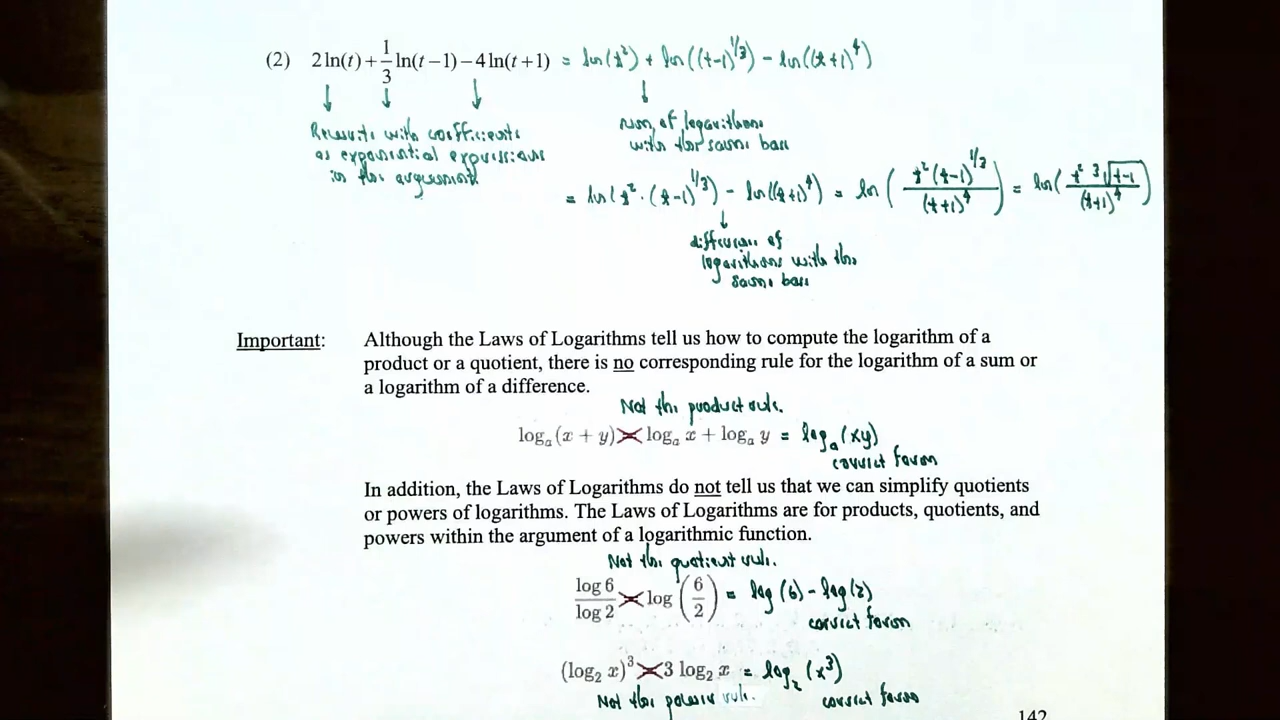 (2) 2 ln(t) + 1/3 ln(t − 1) − 4 ln(t + 1) = ln(t²) + ln((t−1)^1/3) − ln((t+1)^4)
Rewrite with coefficients
as exponential expressions
in the argument
sum of logarithms
with the same base
= ln(t² · (t−1)^1/3) − ln((t+1)^4) = ln( t²(t−1)^1/3 / (t+1)^4 ) = ln( t² ³√(t−1) / (t+1)^4 )
difference of
logarithms with the
same base
Important: Although the Laws of Logarithms tell us how to compute the logarithm of a
product or a quotient, there is no corresponding rule for the logarithm of a sum or
a logarithm of a difference.
Not the product rule.
logₐ(x + y) = logₐ x + logₐ y = logₐ(xy)
correct form
In addition, the Laws of Logarithms do not tell us that we can simplify quotients
or powers of logarithms. The Laws of Logarithms are for products, quotients, and
powers within the argument of a logarithmic function.
Not the quotient rule.
log 6 / log 2 = log (6/2) = log(6) − log(2)
correct form
(log₂ x)³ = 3 log₂ x = log₂(x³)
Not the power rule. correct form
142